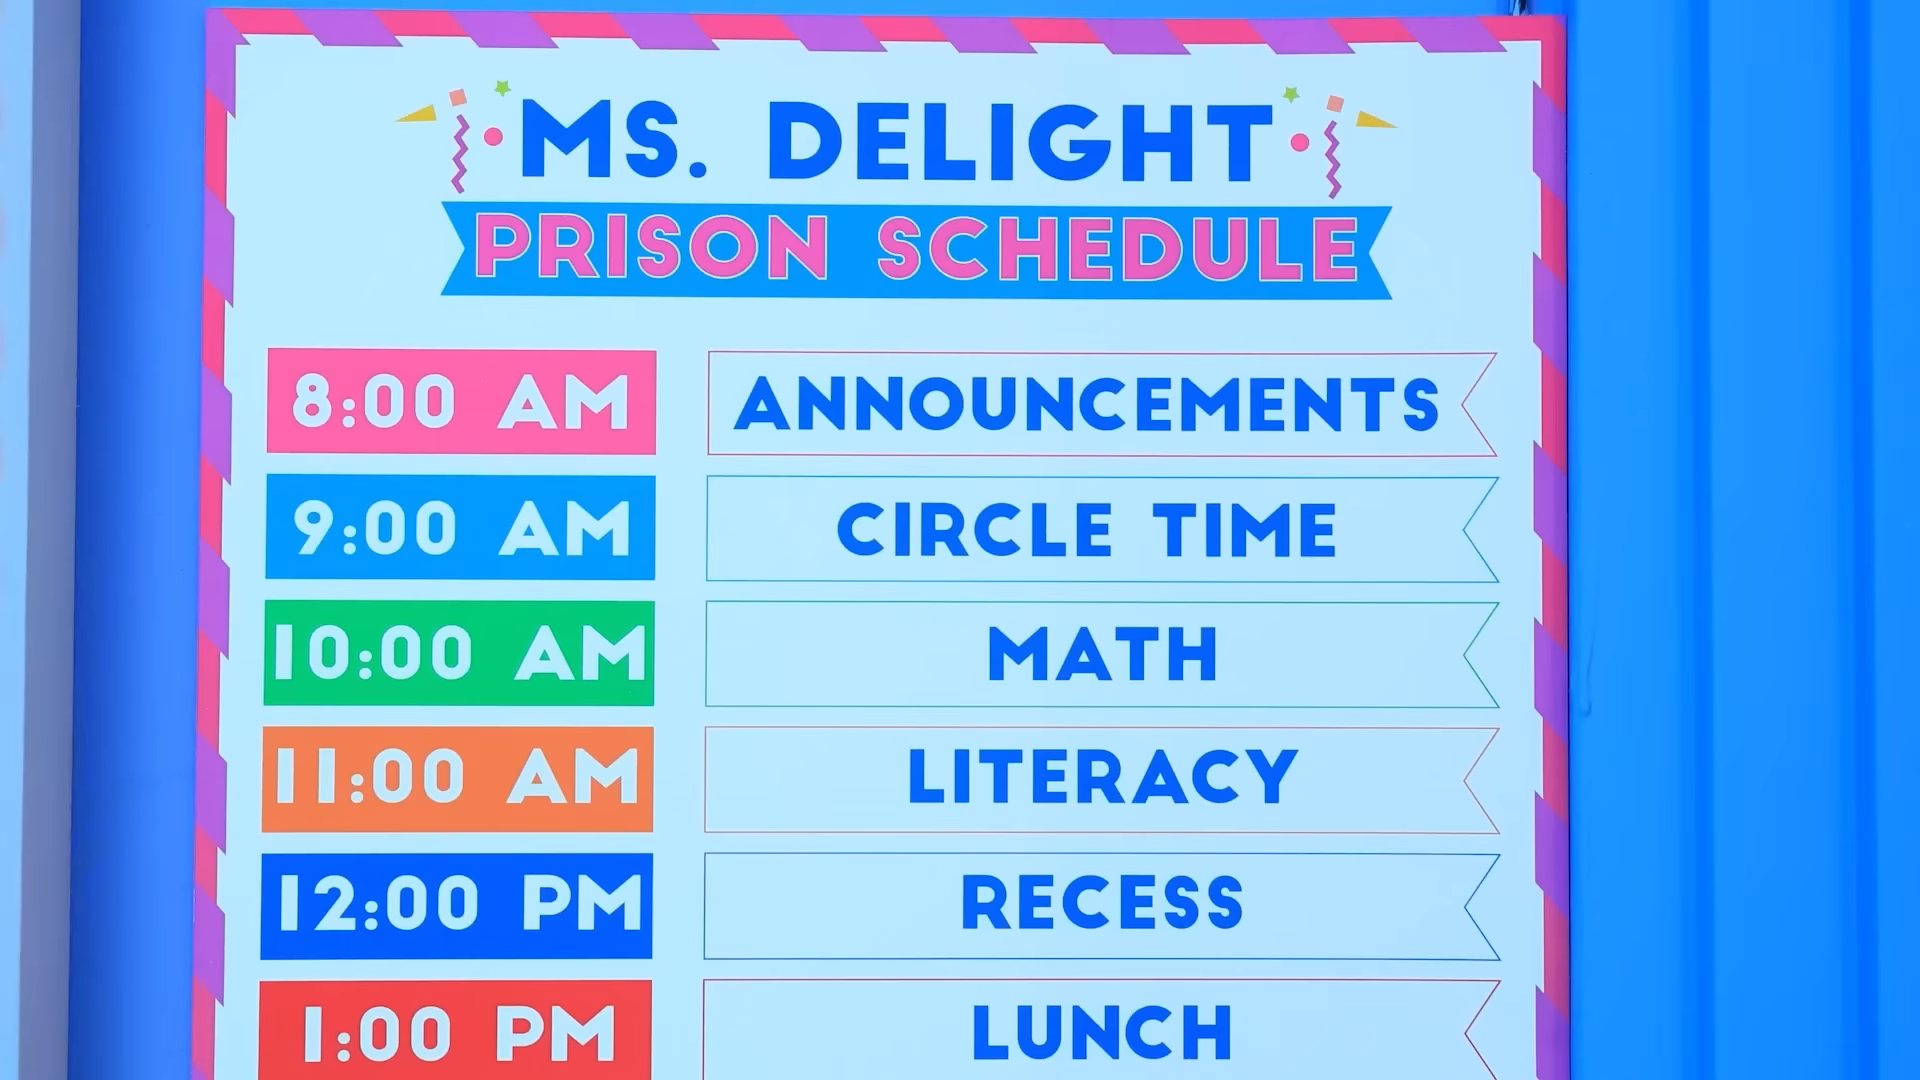 MS. DELIGHT
PRISON SCHEDULE
8:00 AM ANNOUNCEMENTS
9:00 AM CIRCLE TIME
10:00 AM MATH
11:00 AM LITERACY
12:00 PM RECESS
1:00 PM LUNCH